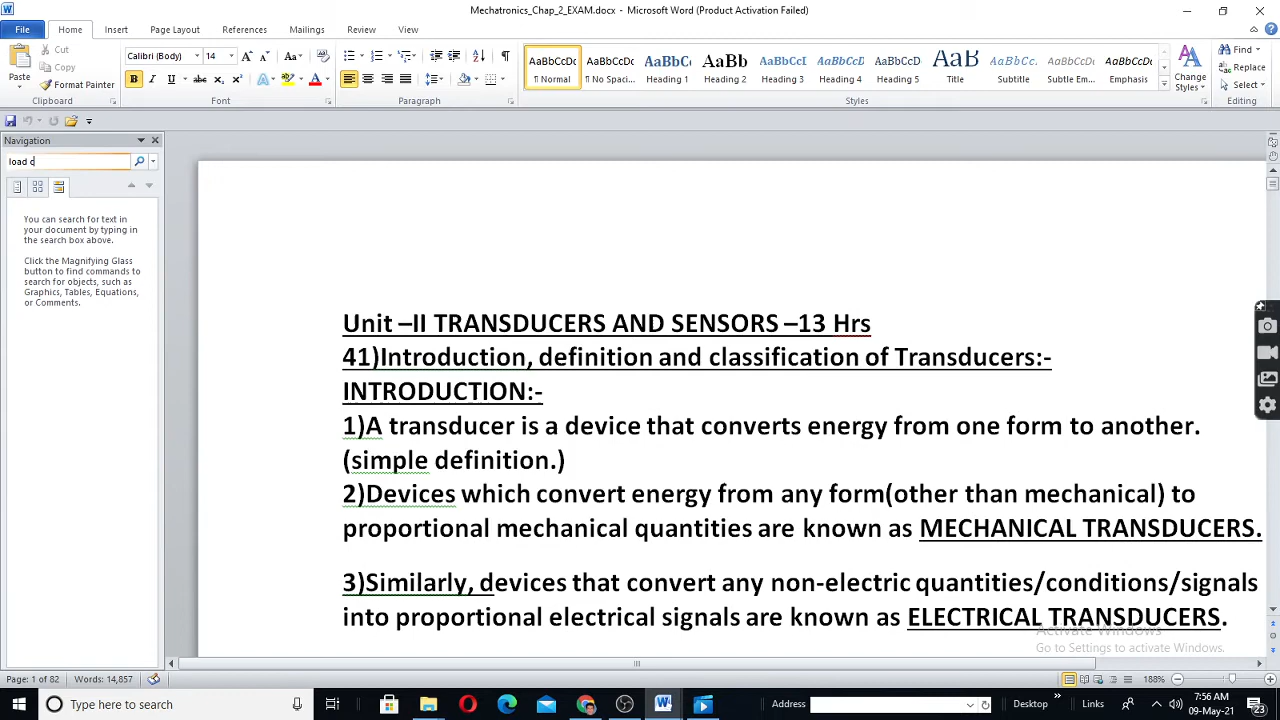 Mechatronics_Chap_2_EXAM.docx - Microsoft Word (Product Activation Failed)
File Home Insert Page Layout References Mailings Review View
Paste Cut Copy Format Painter
Calibri (Body) 14
AaBbCcDc AaBbCcDc AaBbC AaBbC AaBbCcDc AaBbCcDc AaBbCcDc AaB AaBbCc. AaBbCcDc AaBbCcDc
¶ Normal ¶ No Spaci... Heading 1 Heading 2 Heading 3 Heading 4 Heading 5 Title Subtitle Subtle Em... Emphasis
Change Styles
Find Replace Select
Clipboard Font Paragraph Styles Editing
Navigation
load c
You can search for text in
your document by typing in
the search box above.
Click the Magnifying Glass
button to find commands to
search for objects, such as
Graphics, Tables, Equations,
or Comments.
Unit –II TRANSDUCERS AND SENSORS –13 Hrs
41)Introduction, definition and classification of Transducers:-
INTRODUCTION:-
1)A transducer is a device that converts energy from one form to another.
(simple definition.)
2)Devices which convert energy from any form(other than mechanical) to
proportional mechanical quantities are known as MECHANICAL TRANSDUCERS.
3)Similarly, devices that convert any non-electric quantities/conditions/signals
into proportional electrical signals are known as ELECTRICAL TRANSDUCERS.
Activate Windows
Go to Settings to activate Windows.
Page: 1 of 82 Words: 14,857 188%
Type here to search
Address Desktop Links
7:56 AM
09-May-21